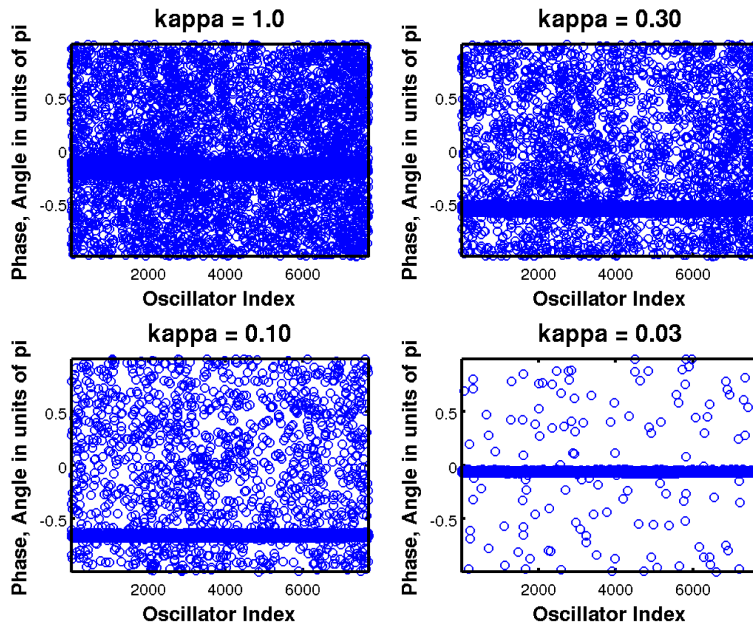 kappa = 1.0
Phase, Angle in units of pi
0.5
0
-0.5
2000 4000 6000
Oscillator Index
kappa = 0.30
Phase, Angle in units of pi
0.5
0
-0.5
2000 4000 6000
Oscillator Index
kappa = 0.10
Phase, Angle in units of pi
0.5
0
-0.5
2000 4000 6000
Oscillator Index
kappa = 0.03
Phase, Angle in units of pi
0.5
0
-0.5
2000 4000 6000
Oscillator Index